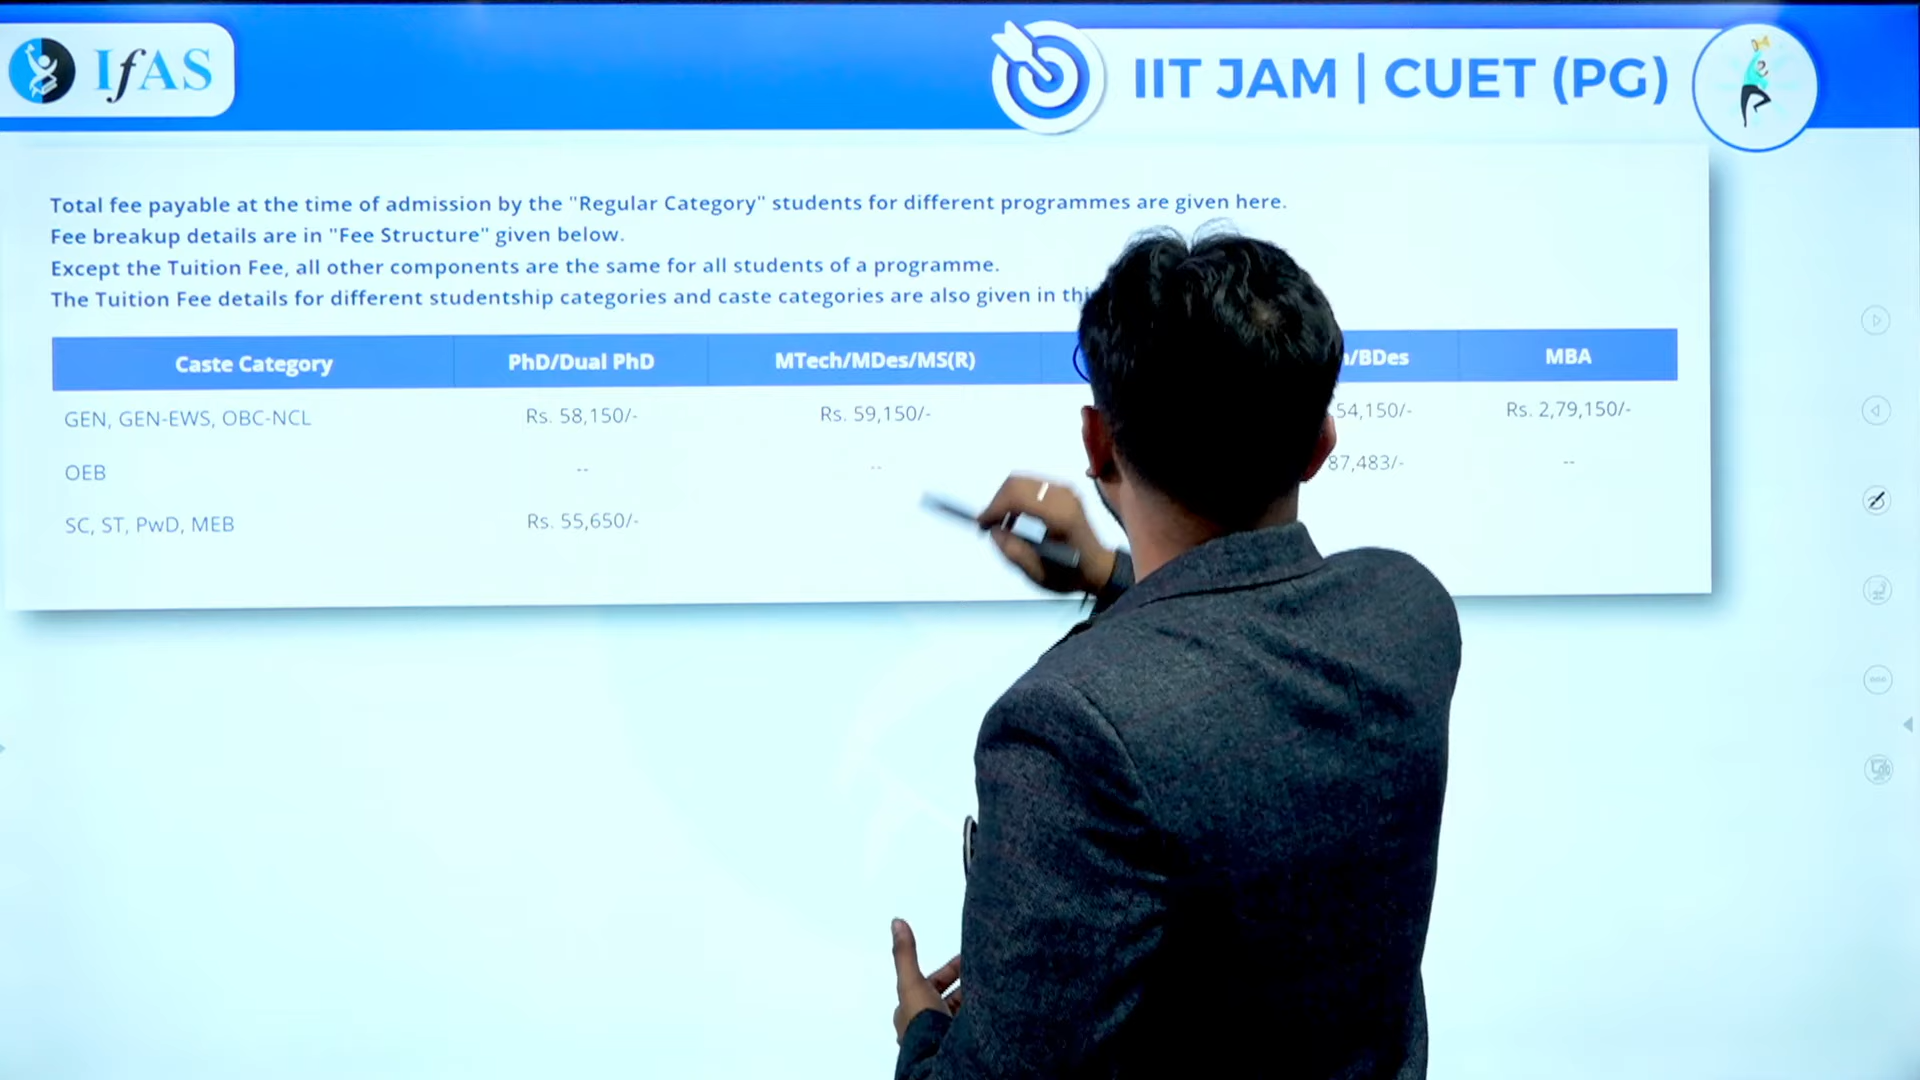 IfAS
IIT JAM | CUET (PG)
Total fee payable at the time of admission by the "Regular Category" students for different programmes are given here.
Fee breakup details are in "Fee Structure" given below.
Except the Tuition Fee, all other components are the same for all students of a programme.
The Tuition Fee details for different studentship categories and caste categories are also given in
Caste Category PhD/Dual PhD MTech/MDes/MS(R) /BDes MBA
GEN, GEN-EWS, OBC-NCL Rs. 58,150/- Rs. 59,150/- 54,150/- Rs. 2,79,150/-
OEB -- -- 87,483/- --
SC, ST, PwD, MEB Rs. 55,650/-